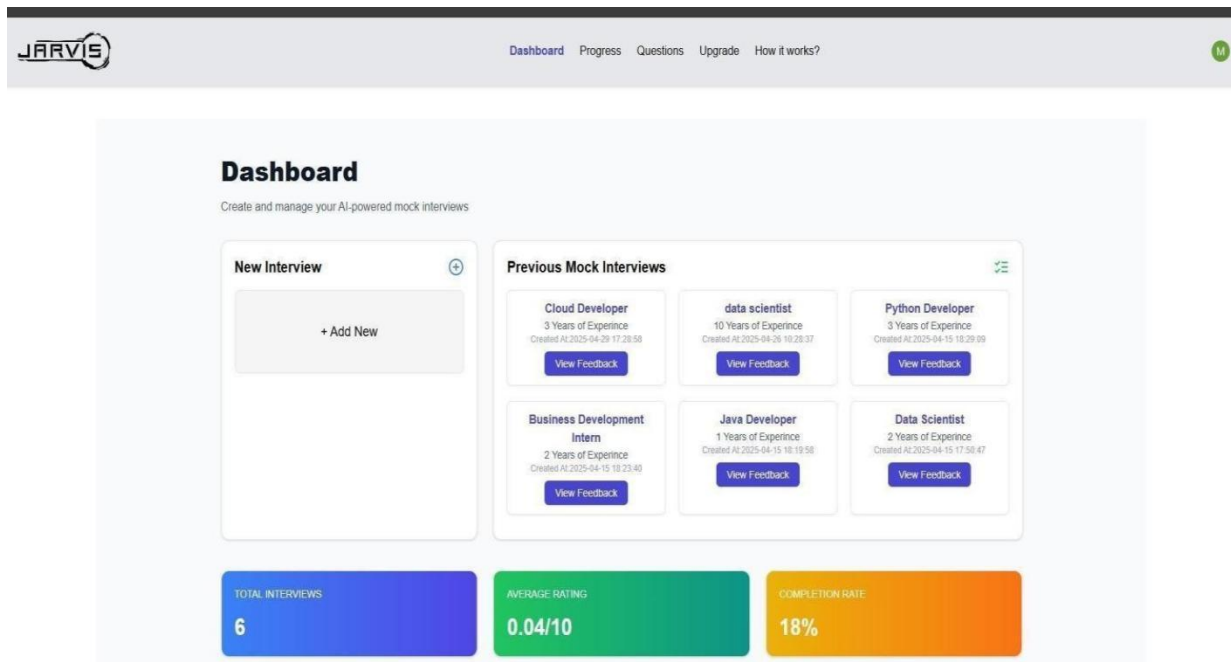 JARVIS
Dashboard Progress Questions Upgrade How it works?
M
Dashboard
Create and manage your AI-powered mock interviews
New Interview
+ Add New
Previous Mock Interviews
Cloud Developer
3 Years of Experince
Created At:2025-04-29 17:28:58
View Feedback
data scientist
10 Years of Experince
Created At:2025-04-26 10:28:37
View Feedback
Python Developer
3 Years of Experince
Created At:2025-04-15 18:29:09
View Feedback
Business Development
Intern
2 Years of Experince
Created At:2025-04-15 18:23:40
View Feedback
Java Developer
1 Years of Experince
Created At:2025-04-15 18:19:58
View Feedback
Data Scientist
2 Years of Experince
Created At:2025-04-15 17:50:47
View Feedback
TOTAL INTERVIEWS
6
AVERAGE RATING
0.04/10
COMPLETION RATE
18%